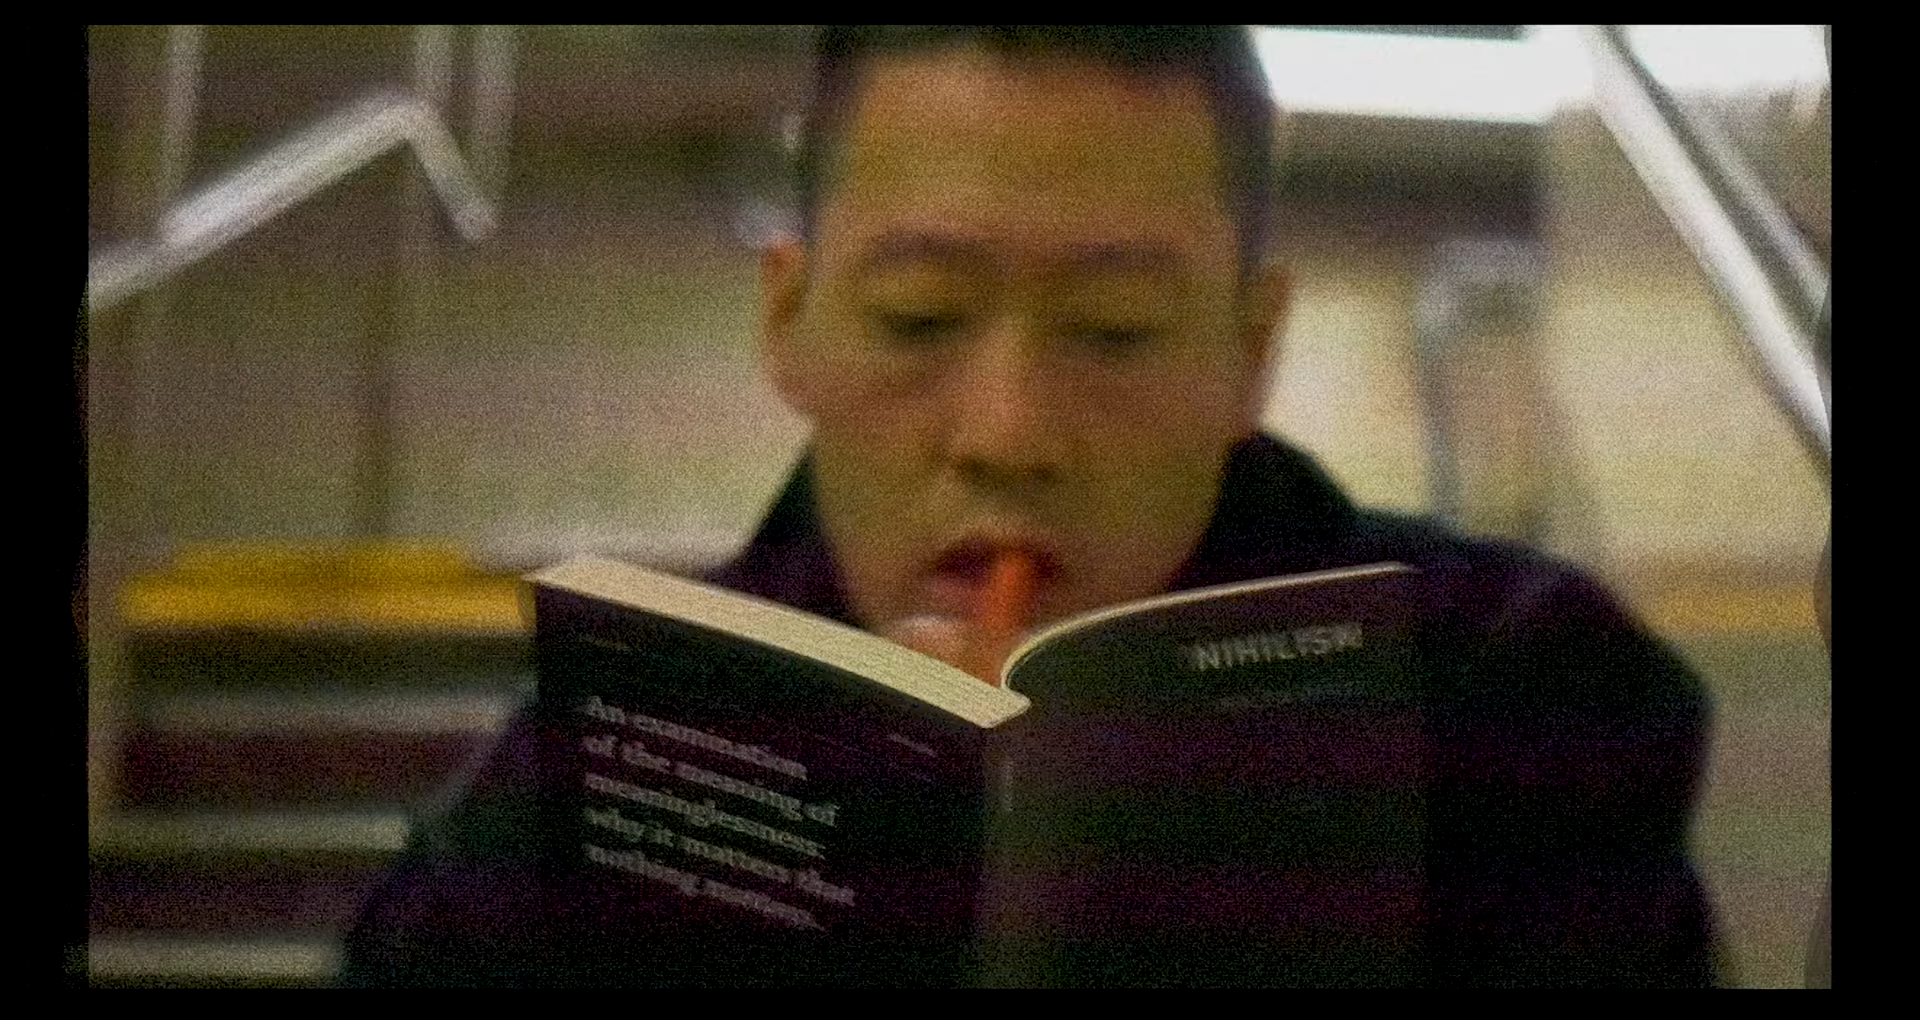 An examination
of the meaning of
meaninglessness:
why it matters that
nothing matters
NIHILISM